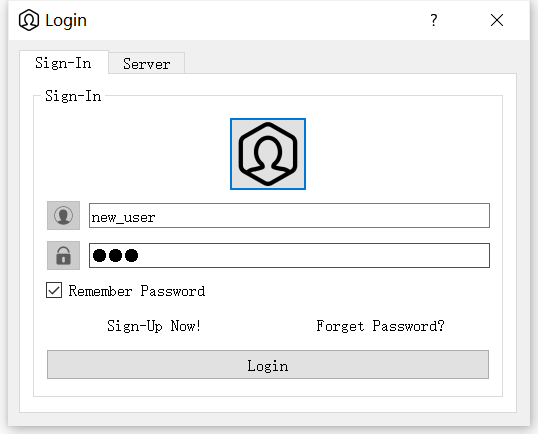 Login ?
Sign-In Server
Sign-In
new_user
●●●
Remember Password
Sign-Up Now! Forget Password?
Login